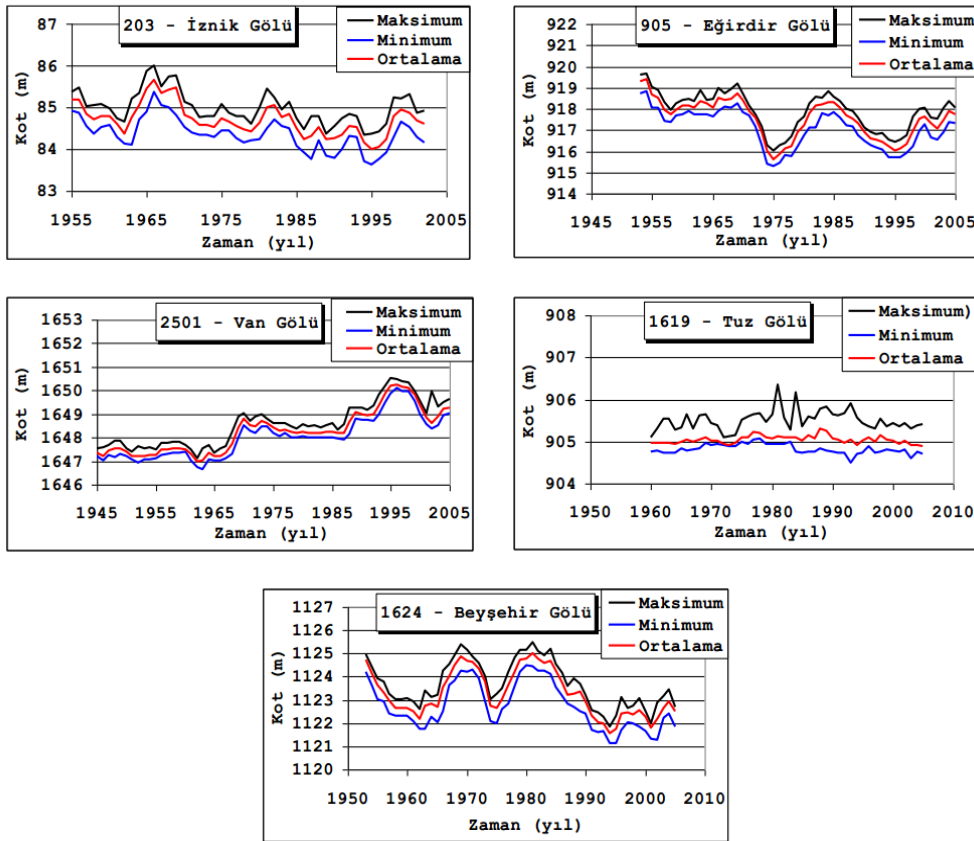 203 - İznik Gölü
Maksimum
Minimum
Ortalama
Kot (m)
87
86
85
84
83
1955 1965 1975 1985 1995 2005
Zaman (yıl)
905 - Eğirdir Gölü
Maksimum
Minimum
Ortalama
Kot (m)
922
921
920
919
918
917
916
915
914
1945 1955 1965 1975 1985 1995 2005
Zaman (yıl)
2501 - Van Gölü
Maksimum
Minimum
Ortalama
Kot (m)
1653
1652
1651
1650
1649
1648
1647
1646
1945 1955 1965 1975 1985 1995 2005
Zaman (yıl)
1619 - Tuz Gölü
Maksimum)
Minimum
Ortalama
Kot (m)
908
907
906
905
904
1950 1960 1970 1980 1990 2000 2010
Zaman (yıl)
1624 - Beyşehir Gölü
Maksimum
Minimum
Ortalama
Kot (m)
1127
1126
1125
1124
1123
1122
1121
1120
1950 1960 1970 1980 1990 2000 2010
Zaman (yıl)